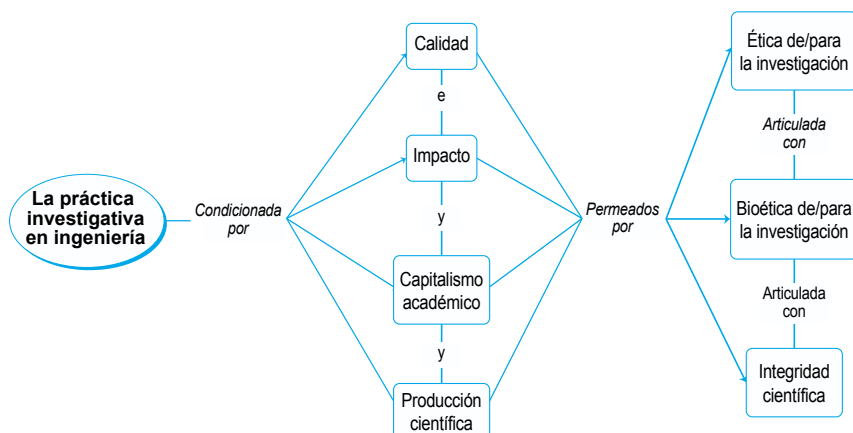 La práctica
investigativa
en ingeniería
Condicionada
por
Calidad
e
Impacto
y
Capitalismo
académico
y
Producción
científica
Permeados
por
Ética de/para
la investigación
Articulada
con
Bioética de/para
la investigación
Articulada
con
Integridad
científica